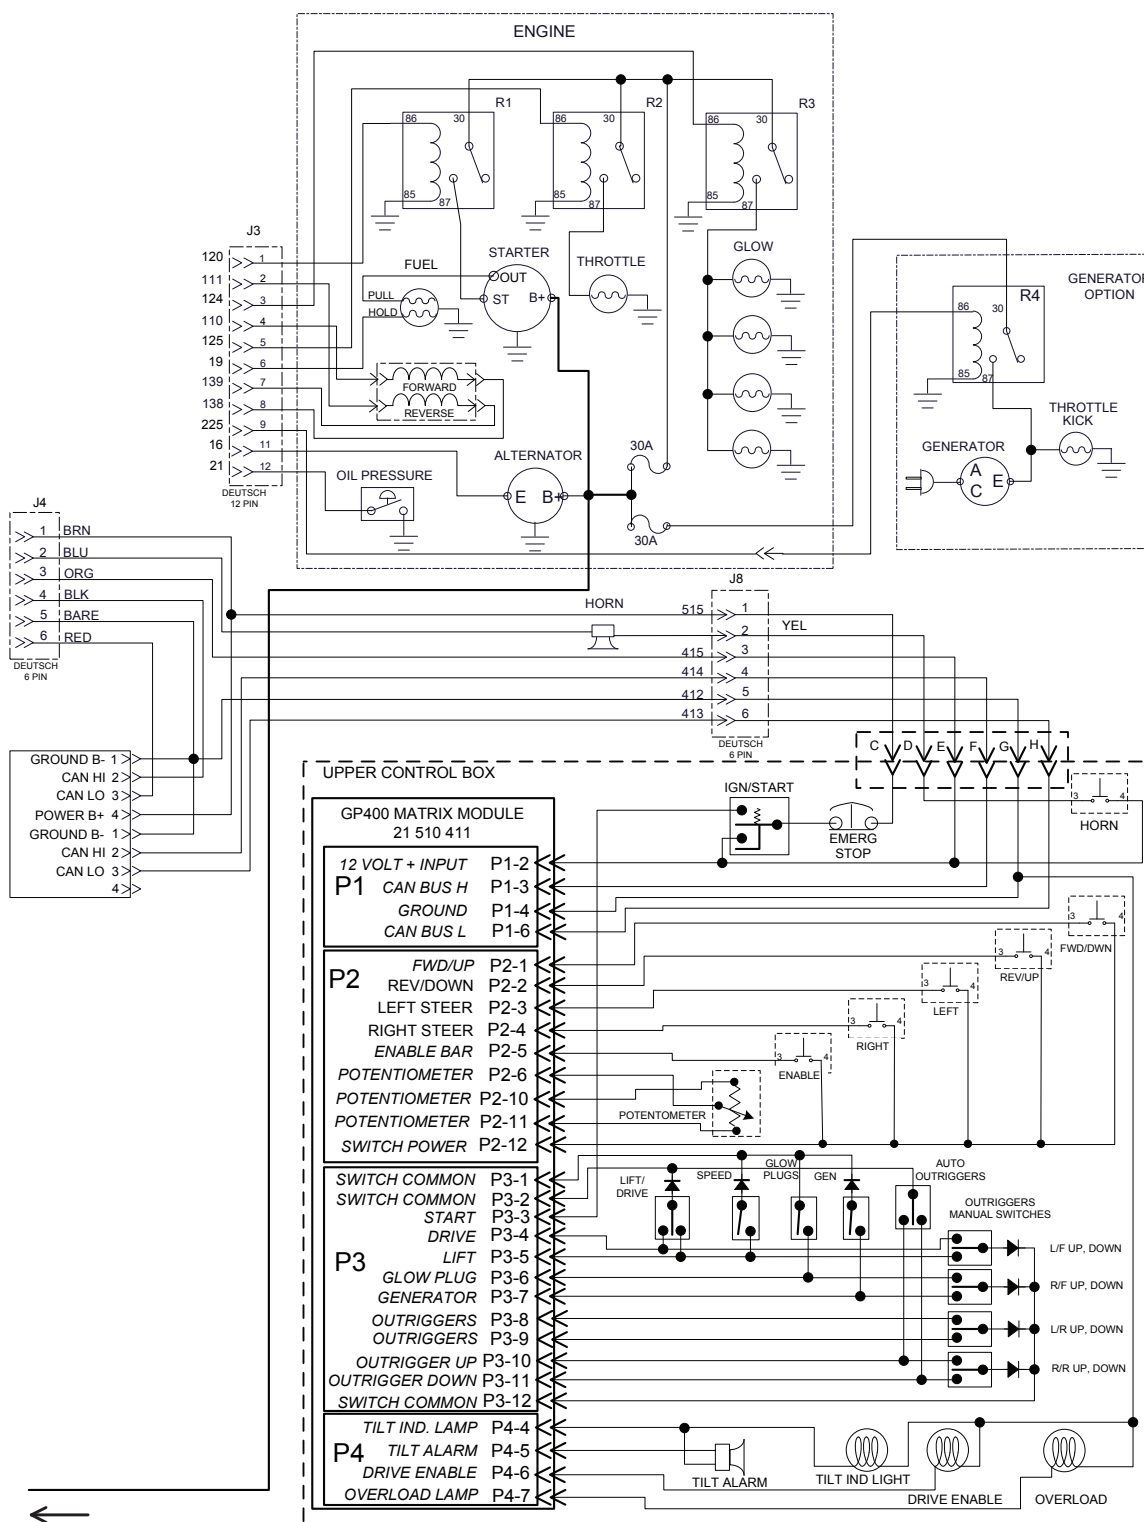 ENGINE
R1
R2
R3
86
30
86
30
86
30
85
87
85
87
85
87
J3
120
1
111
2
124
3
110
4
125
5
19
6
139
7
138
8
225
9
16
11
21
12
DEUTSCH
12 PIN
FUEL
PULL
HOLD
STARTER
OUT
ST
B+
THROTTLE
GLOW
FORWARD
REVERSE
ALTERNATOR
E
B+
OIL PRESSURE
30A
30A
GENERATOR
OPTION
R4
86
30
85
87
THROTTLE
KICK
GENERATOR
A
C
E
J4
1 BRN
2 BLU
3 ORG
4 BLK
5 BARE
6 RED
DEUTSCH
6 PIN
HORN
J8
515
1
2
YEL
415
3
414
4
412
5
413
6
DEUTSCH
6 PIN
GROUND B- 1
CAN HI 2
CAN LO 3
POWER B+ 4
GROUND B- 1
CAN HI 2
CAN LO 3
4
C D E F G H
UPPER CONTROL BOX
IGN/START
EMERG
STOP
3 4
HORN
GP400 MATRIX MODULE
21 510 411
P1
12 VOLT + INPUT P1-2
CAN BUS H P1-3
GROUND P1-4
CAN BUS L P1-6
P2
FWD/UP P2-1
REV/DOWN P2-2
LEFT STEER P2-3
RIGHT STEER P2-4
ENABLE BAR P2-5
POTENTIOMETER P2-6
POTENTIOMETER P2-10
POTENTIOMETER P2-11
SWITCH POWER P2-12
3 4
FWD/DWN
3 4
REV/UP
3 4
LEFT
3 4
RIGHT
3 4
ENABLE
POTENTOMETER
P3
SWITCH COMMON P3-1
SWITCH COMMON P3-2
START P3-3
DRIVE P3-4
LIFT P3-5
GLOW PLUG P3-6
GENERATOR P3-7
OUTRIGGERS P3-8
OUTRIGGERS P3-9
OUTRIGGER UP P3-10
OUTRIGGER DOWN P3-11
SWITCH COMMON P3-12
LIFT/
DRIVE
SPEED
GLOW
PLUGS
GEN
AUTO
OUTRIGGERS
OUTRIGGERS
MANUAL SWITCHES
L/F UP, DOWN
R/F UP, DOWN
L/R UP, DOWN
R/R UP, DOWN
P4
TILT IND. LAMP P4-4
TILT ALARM P4-5
DRIVE ENABLE P4-6
OVERLOAD LAMP P4-7
TILT ALARM
TILT IND LIGHT
DRIVE ENABLE
OVERLOAD